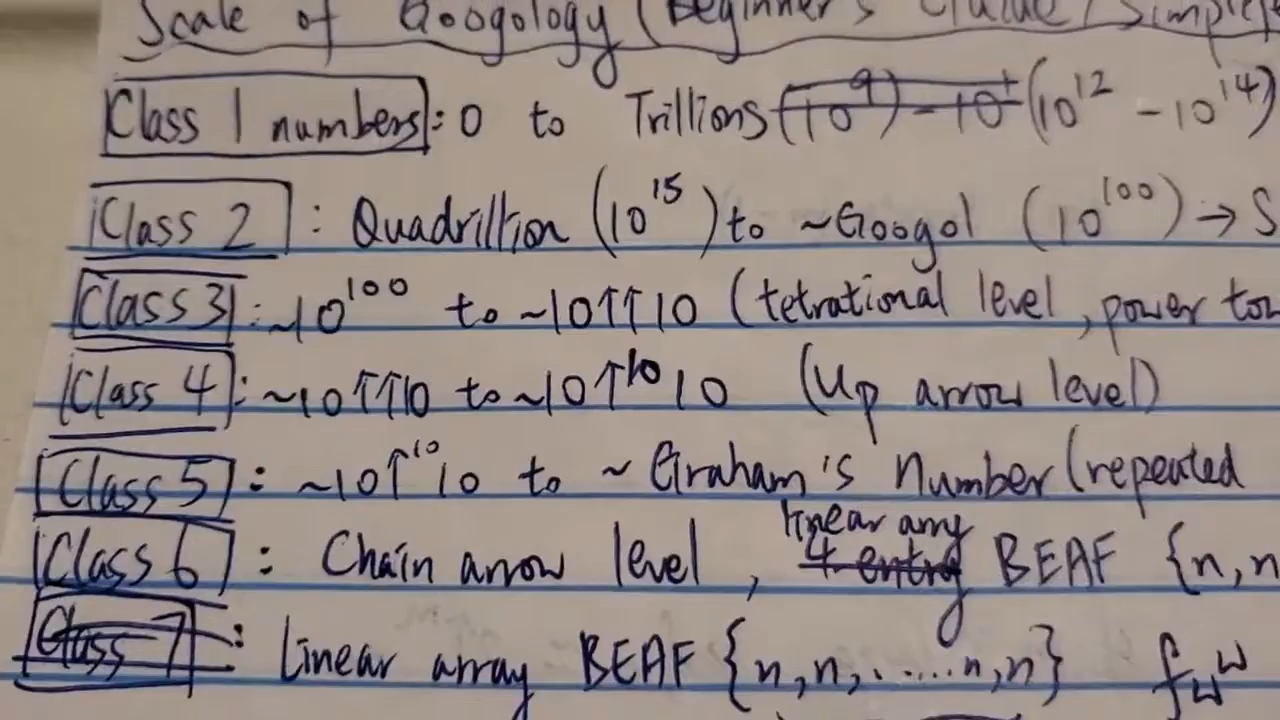 Scale of Googology (Beginner's Guide / Simple
Class 1 numbers: 0 to Trillions (10^9) - 10^1 (10^12 - 10^14)
Class 2: Quadrillion (10^15) to ~Googol (10^100) → S
Class 3: ~10^100 to ~10↑↑10 (tetrational level, power tow
Class 4: ~10↑↑10 to ~10↑^10 10 (Up arrow level)
Class 5: ~10↑^10 10 to ~ Graham's Number (repeated
linear array
Class 6: Chain arrow level, 4 entry BEAF {n,n
Class 7: Linear array BEAF {n,n,.....n,n} f_ω^ω